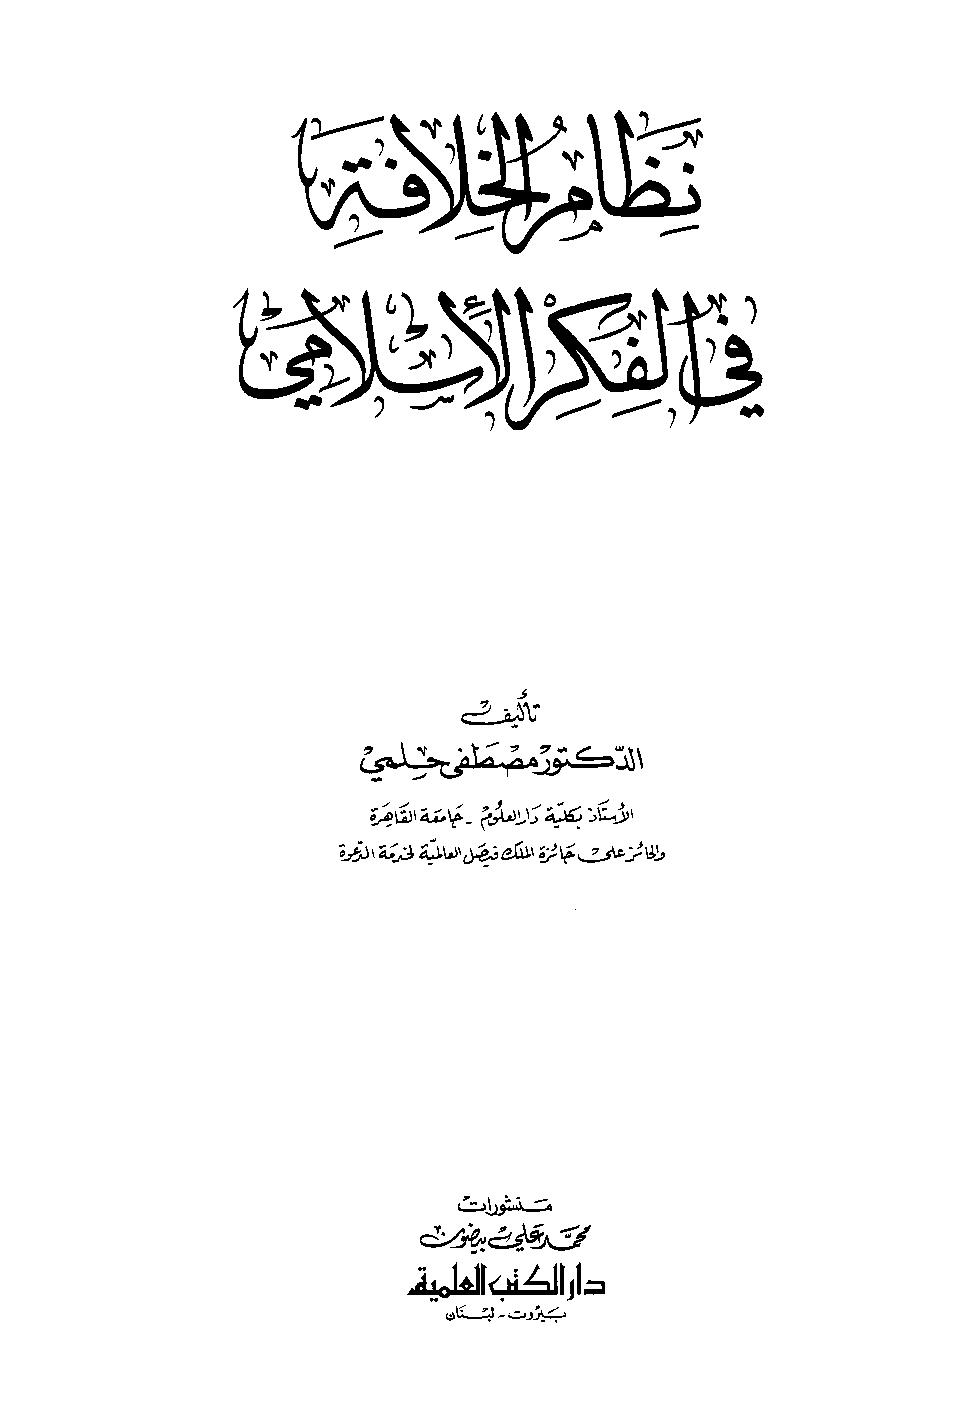 نظام الخلافة
في الفكر الإسلامي
تأليف
الدكتور مصطفى حلمي
الأستاذ بكلية دار العلوم - جامعة القاهرة
والحائز على جائزة الملك فيصل العالمية لخدمة الدعوة
منشورات
محمد علي بيضون
دار الكتب العلمية
بيروت - لبنان